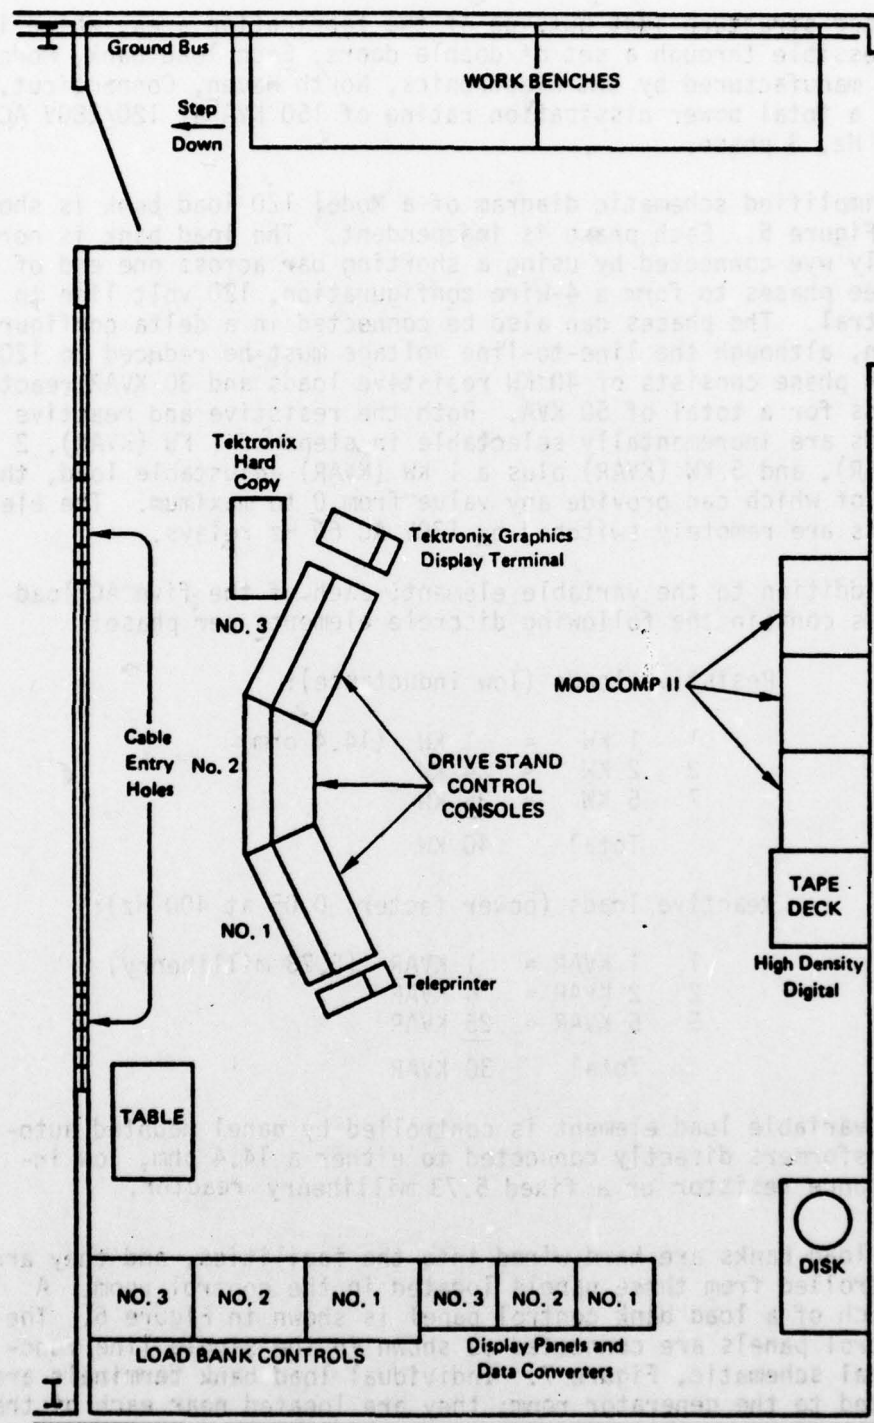 Ground Bus
Step
Down
WORK BENCHES
Tektronix
Hard
Copy
Tektronix Graphics
Display Terminal
NO. 3
MOD COMP II
Cable
Entry
Holes
No. 2
DRIVE STAND
CONTROL
CONSOLES
NO. 1
TAPE
DECK
High Density
Digital
Teleprinter
TABLE
DISK
NO. 3 NO. 2 NO. 1 NO. 3 NO. 2 NO. 1
LOAD BANK CONTROLS
Display Panels and
Data Converters